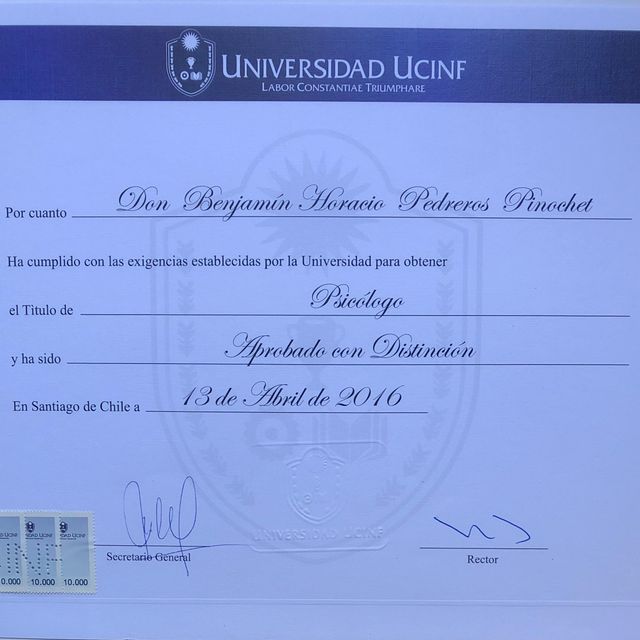 UNIVERSIDAD UCINF
LABOR CONSTANTIAE TRIUMPHARE
Por cuanto Don Benjamín Horacio Pedreros Pinochet
Ha cumplido con las exigencias establecidas por la Universidad para obtener
el Titulo de Psicólogo
y ha sido Aprobado con Distinción
En Santiago de Chile a 13 de Abril de 2016
UNIVERSIDAD UCINF
Secretario General
Rector
0.000 10.000 10.000